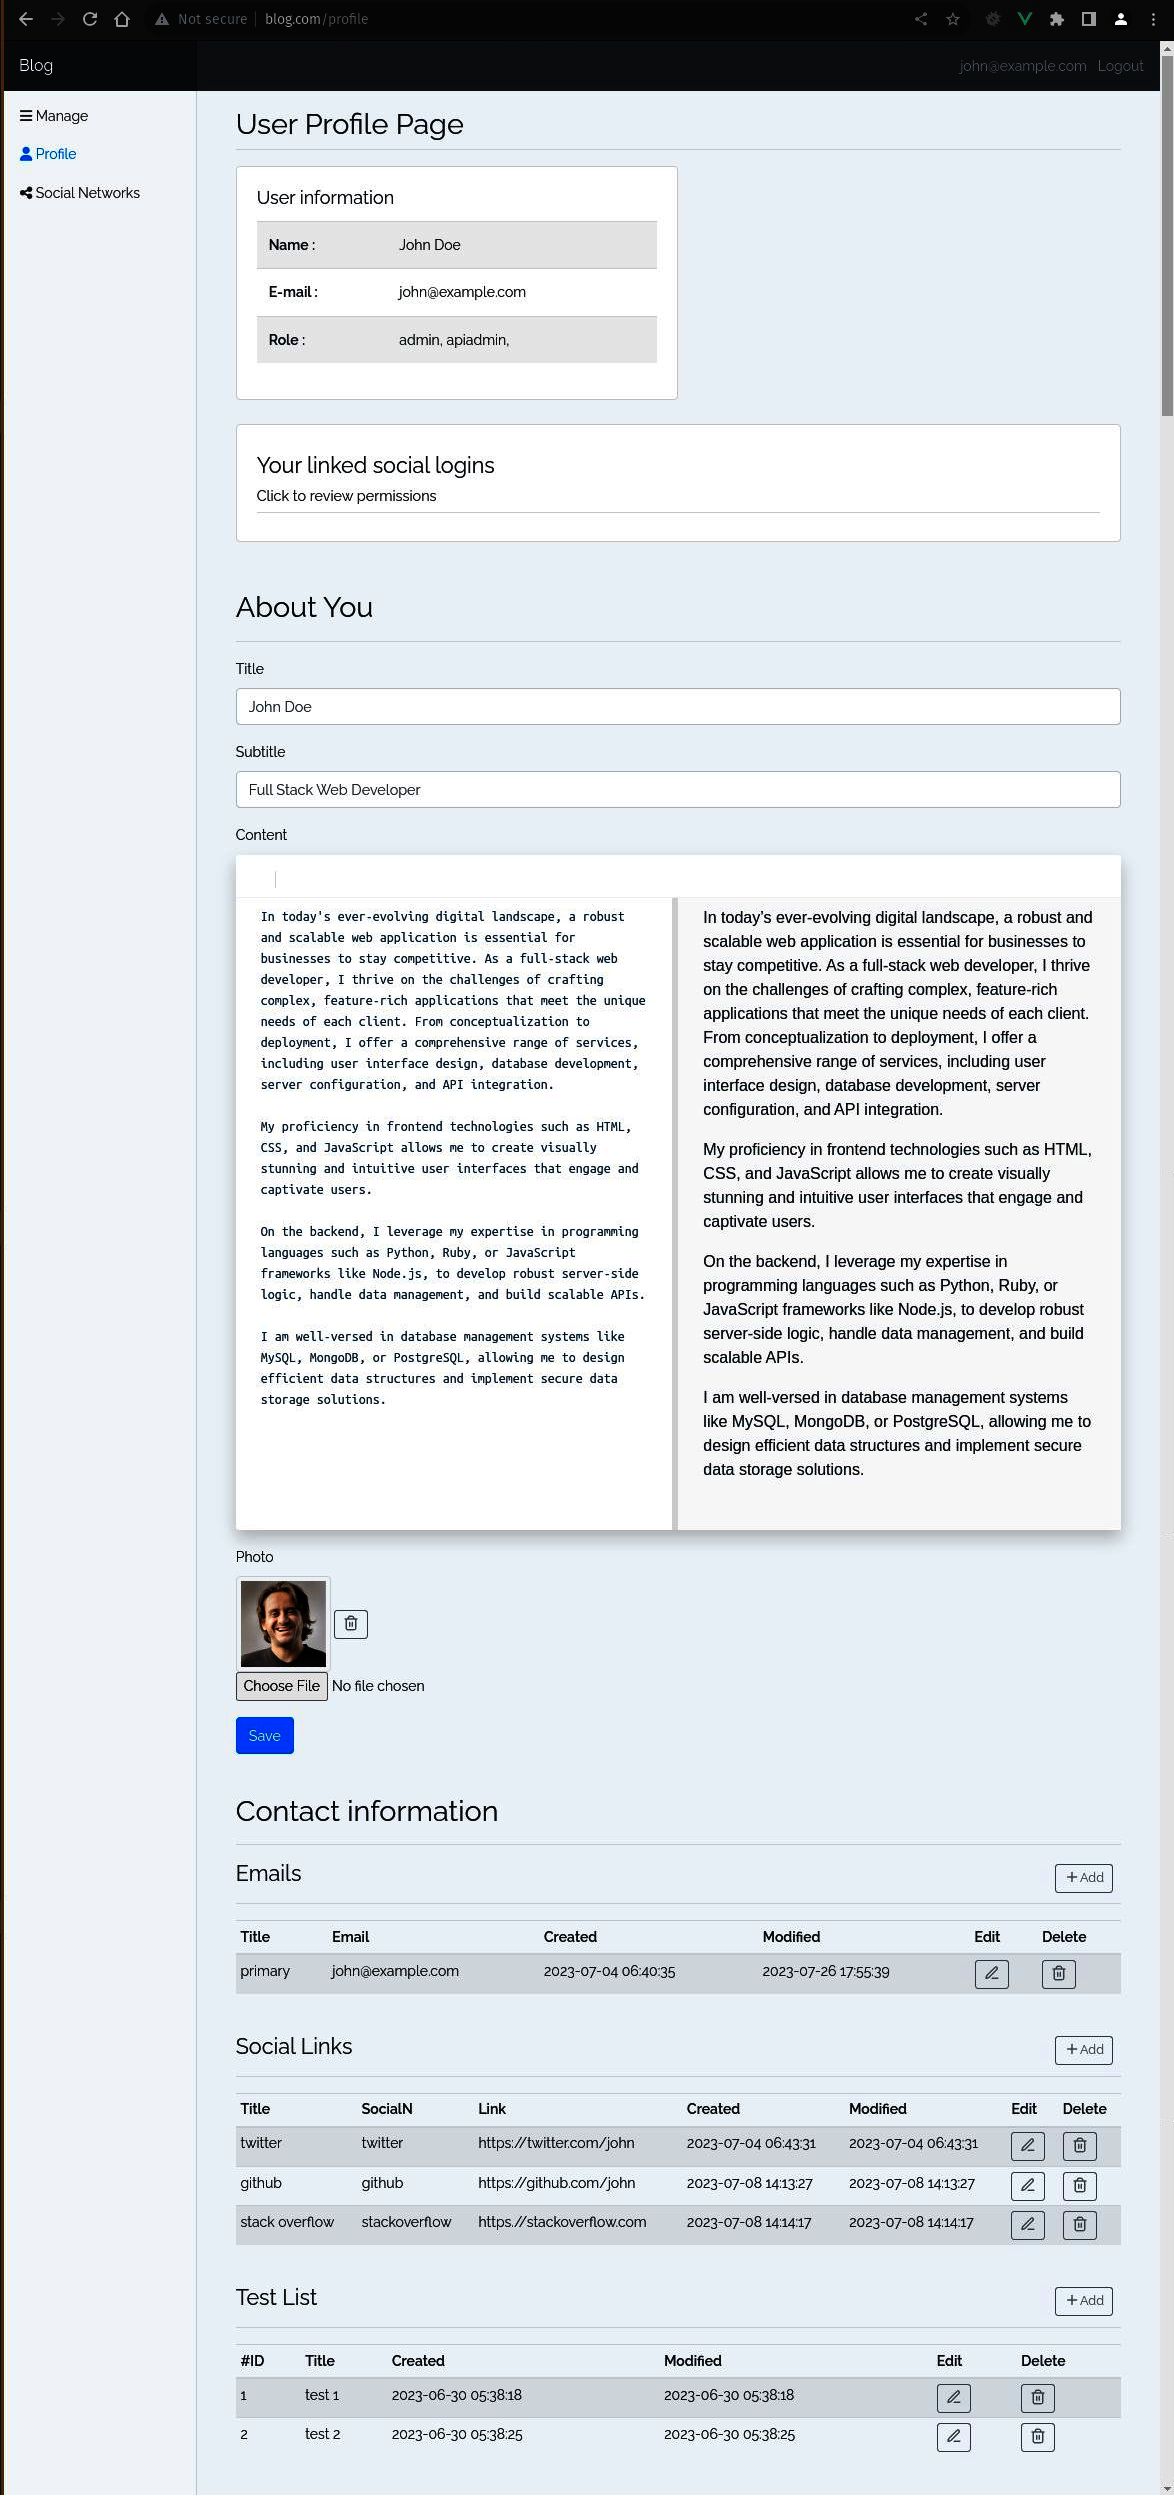 Not secure blog.com/profile
Blog
john@example.com Logout
Manage
Profile
Social Networks
User Profile Page
User information
Name : John Doe
E-mail : john@example.com
Role : admin, apiadmin,
Your linked social logins
Click to review permissions
About You
Title
John Doe
Subtitle
Full Stack Web Developer
Content
In today's ever-evolving digital landscape, a robust
and scalable web application is essential for
businesses to stay competitive. As a full-stack web
developer, I thrive on the challenges of crafting
complex, feature-rich applications that meet the unique
needs of each client. From conceptualization to
deployment, I offer a comprehensive range of services,
including user interface design, database development,
server configuration, and API integration.
My proficiency in frontend technologies such as HTML,
CSS, and JavaScript allows me to create visually
stunning and intuitive user interfaces that engage and
captivate users.
On the backend, I leverage my expertise in programming
languages such as Python, Ruby, or JavaScript
frameworks like Node.js, to develop robust server-side
logic, handle data management, and build scalable APIs.
I am well-versed in database management systems like
MySQL, MongoDB, or PostgreSQL, allowing me to design
efficient data structures and implement secure data
storage solutions.
In today’s ever-evolving digital landscape, a robust and
scalable web application is essential for businesses to
stay competitive. As a full-stack web developer, I thrive
on the challenges of crafting complex, feature-rich
applications that meet the unique needs of each client.
From conceptualization to deployment, I offer a
comprehensive range of services, including user
interface design, database development, server
configuration, and API integration.
My proficiency in frontend technologies such as HTML,
CSS, and JavaScript allows me to create visually
stunning and intuitive user interfaces that engage and
captivate users.
On the backend, I leverage my expertise in
programming languages such as Python, Ruby, or
JavaScript frameworks like Node.js, to develop robust
server-side logic, handle data management, and build
scalable APIs.
I am well-versed in database management systems
like MySQL, MongoDB, or PostgreSQL, allowing me to
design efficient data structures and implement secure
data storage solutions.
Photo
Choose File No file chosen
Save
Contact information
Emails + Add
Title Email Created Modified Edit Delete
primary john@example.com 2023-07-04 06:40:35 2023-07-26 17:55:39
Social Links + Add
Title SocialN Link Created Modified Edit Delete
twitter twitter https://twitter.com/john 2023-07-04 06:43:31 2023-07-04 06:43:31
github github https://github.com/john 2023-07-08 14:13:27 2023-07-08 14:13:27
stack overflow stackoverflow https://stackoverflow.com 2023-07-08 14:14:17 2023-07-08 14:14:17
Test List + Add
#ID Title Created Modified Edit Delete
1 test 1 2023-06-30 05:38:18 2023-06-30 05:38:18
2 test 2 2023-06-30 05:38:25 2023-06-30 05:38:25